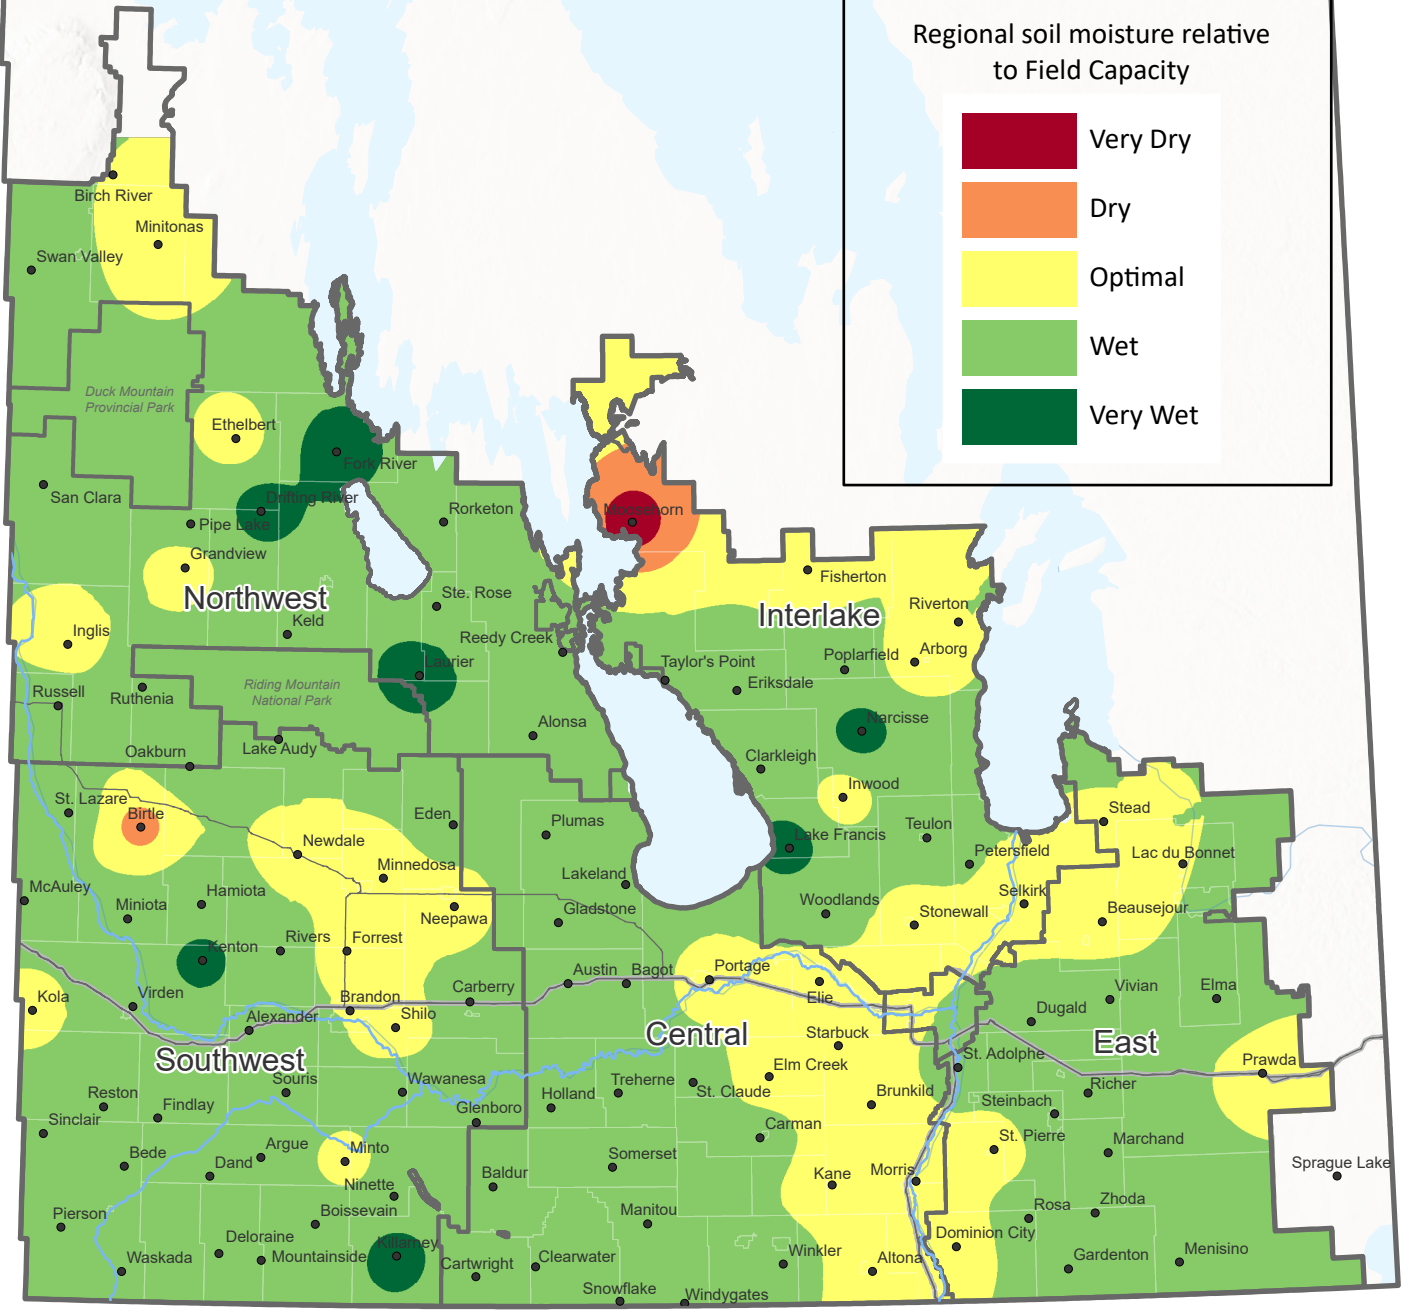 Regional soil moisture relative
to Field Capacity
Very Dry
Dry
Optimal
Wet
Very Wet
Birch River
Minitonas
Swan Valley
Duck Mountain
Provincial Park
Ethelbert
Fork River
San Clara
Drifting River
Pipe Lake
Rorketon
Moosehorn
Grandview
Northwest
Fisherton
Ste. Rose
Riverton
Interlake
Inglis
Keld
Reedy Creek
Arborg
Poplarfield
Laurier
Taylor's Point
Eriksdale
Russell
Ruthenia
Riding Mountain
National Park
Narcisse
Alonsa
Lake Audy
Oakburn
Clarkleigh
Inwood
St. Lazare
Birtle
Eden
Plumas
Stead
Newdale
Lake Francis
Teulon
Petersfield
Lac du Bonnet
Minnedosa
Lakeland
McAuley
Hamiota
Miniota
Neepawa
Gladstone
Woodlands
Stonewall
Selkirk
Beausejour
Kenton
Rivers
Forrest
Austin
Bagot
Portage
Kola
Virden
Brandon
Carberry
Elie
Vivian
Elma
Alexander
Shilo
Dugald
Central
Starbuck
East
Southwest
St. Adolphe
Prawda
Souris
Wawanesa
Treherne
St. Claude
Elm Creek
Brunkild
Richer
Reston
Findlay
Glenboro
Holland
Steinbach
Sinclair
Carman
St. Pierre
Marchand
Bede
Argue
Dand
Minto
Somerset
Kane
Morris
Sprague Lake
Ninette
Baldur
Pierson
Boissevain
Manitou
Rosa
Zhoda
Deloraine
Killarney
Dominion City
Waskada
Mountainside
Cartwright
Clearwater
Winkler
Altona
Gardenton
Menisino
Snowflake
Windygates